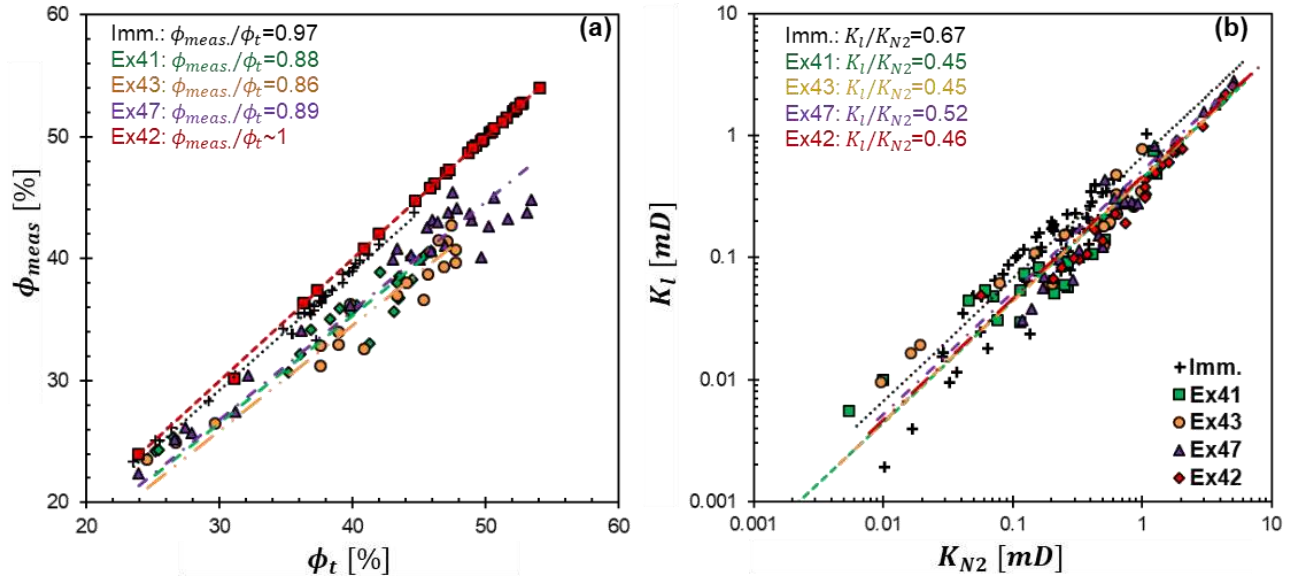 (a)
Imm.: ϕmeas./ϕt=0.97
Ex41: ϕmeas./ϕt=0.88
Ex43: ϕmeas./ϕt=0.86
Ex47: ϕmeas./ϕt=0.89
Ex42: ϕmeas./ϕt~1
60
50
40
30
20
20 30 40 50 60
ϕmeas [%]
ϕt [%]
(b)
Imm.: Kl/KN2=0.67
Ex41: Kl/KN2=0.45
Ex43: Kl/KN2=0.45
Ex47: Kl/KN2=0.52
Ex42: Kl/KN2=0.46
10
1
0.1
0.01
0.001
0.001 0.01 0.1 1 10
Kl [mD]
KN2 [mD]
Imm.
Ex41
Ex43
Ex47
Ex42